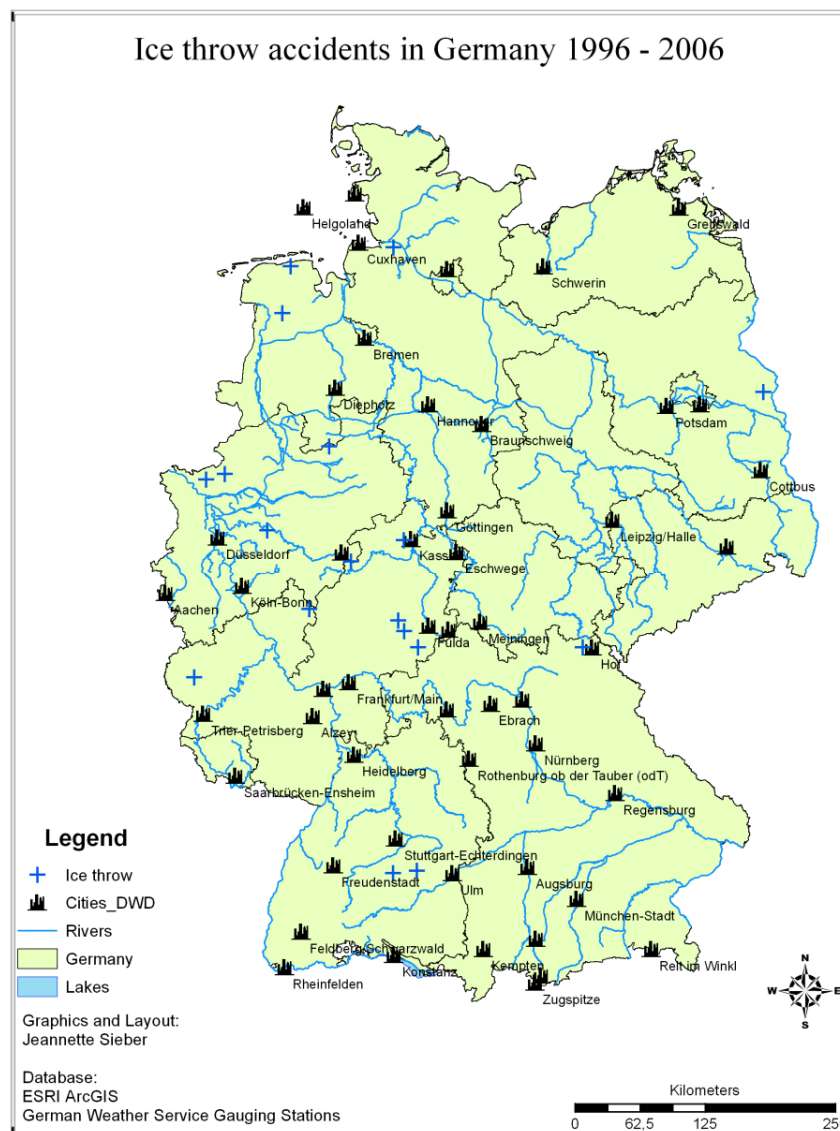 Ice throw accidents in Germany 1996 - 2006
Helgoland
Greifswald
Cuxhaven
Schwerin
Bremen
Diepholz
Hannover
Potsdam
Braunschweig
Cottbus
Göttingen
Leipzig/Halle
Düsseldorf
Kassel
Eschwege
Köln-Bonn
Aachen
Meiningen
Fulda
Hof
Frankfurt/Main
Ebrach
Trier-Petrisberg
Alzey
Nürnberg
Heidelberg
Rothenburg ob der Tauber (odT)
Saarbrücken-Ensheim
Regensburg
Stuttgart-Echterdingen
Freudenstadt
Ulm
Augsburg
München-Stadt
Feldberg/Schwarzwald
Kempten
Reit im Winkl
Konstanz
Rheinfelden
Zugspitze
Legend
Ice throw
Cities_DWD
Rivers
Germany
Lakes
Graphics and Layout:
Jeannette Sieber
Database:
ESRI ArcGIS
German Weather Service Gauging Stations
N
W
E
S
Kilometers
0 62,5 125 25